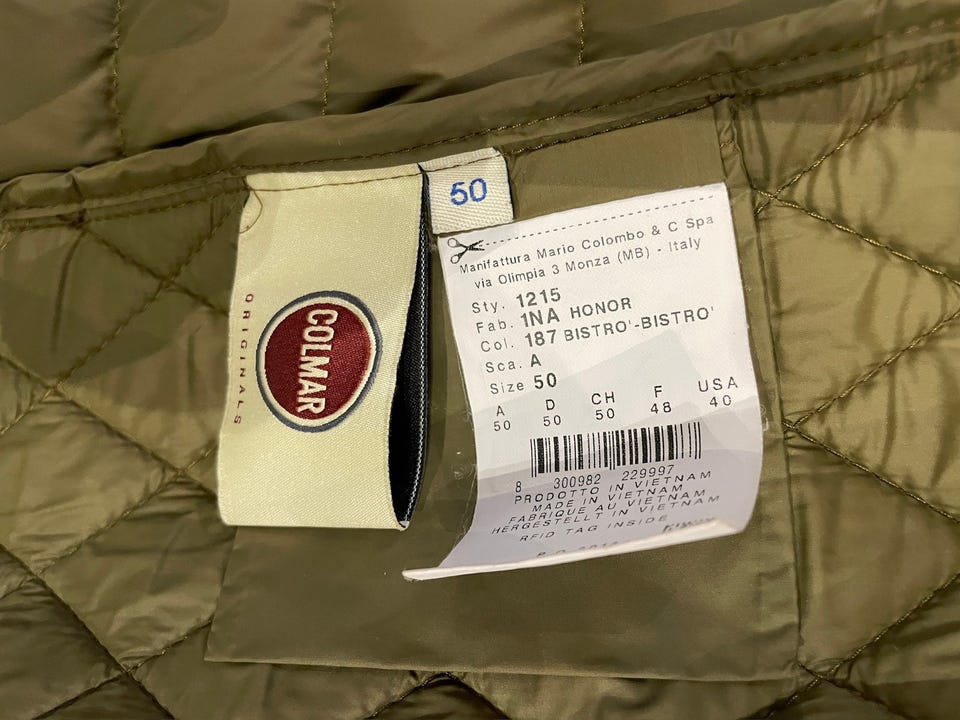 ORIGINALS
COLMAR
50
Manifattura Mario Colombo & C Spa
via Olimpia 3 Monza (MB) - Italy
Sty. 1215
Fab. 1NA HONOR
Col. 187 BISTRO'-BISTRO'
Sca. A
Size 50
A D CH F USA
50 50 50 48 40
8 300982 229997
PRODOTTO IN VIETNAM
MADE IN VIETNAM
FABRIQUE AU VIETNAM
HERGESTELLT IN VIETNAM
RFID TAG INSIDE